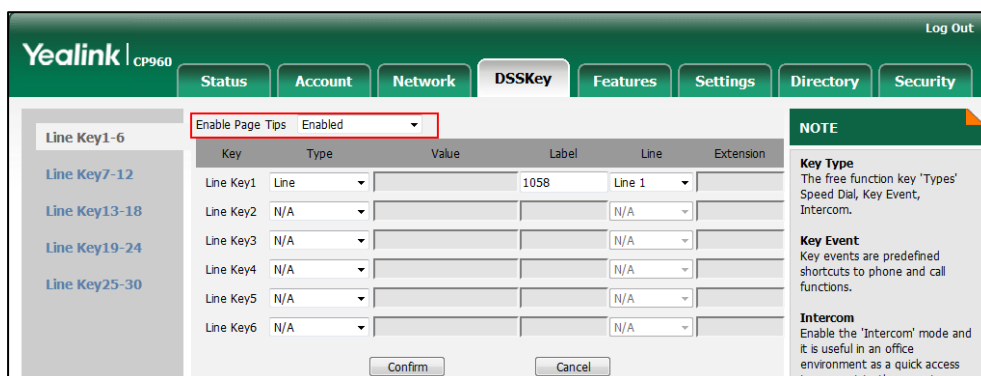 Log Out
Yealink CP960
Status Account Network DSSKey Features Settings Directory Security
Line Key1-6
Line Key7-12
Line Key13-18
Line Key19-24
Line Key25-30
Enable Page Tips Enabled
Key Type Value Label Line Extension
Line Key1 Line 1058 Line 1
Line Key2 N/A N/A
Line Key3 N/A N/A
Line Key4 N/A N/A
Line Key5 N/A N/A
Line Key6 N/A N/A
Confirm Cancel
NOTE
Key Type
The free function key 'Types'
Speed Dial, Key Event,
Intercom.
Key Event
Key events are predefined
shortcuts to phone and call
functions.
Intercom
Enable the 'Intercom' mode and
it is useful in an office
environment as a quick access